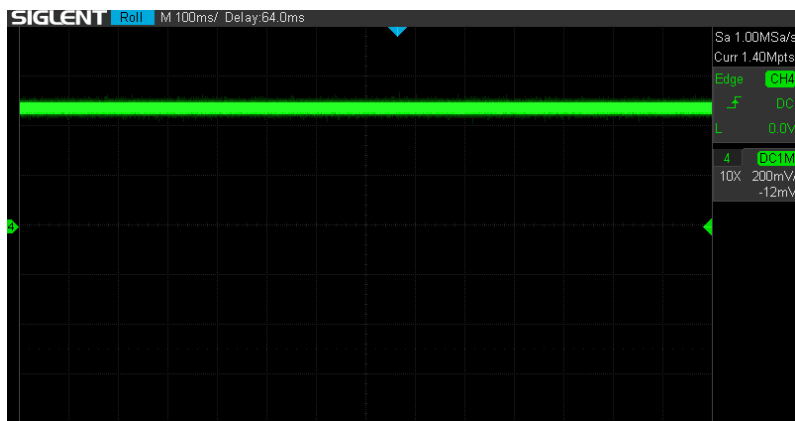 SIGLENT Roll M 100ms/ Delay:64.0ms
Sa 1.00MSa/s
Curr 1.40Mpts
Edge CH4
DC
L 0.0V
4 DC1M
10X 200mV/
-12mV
4